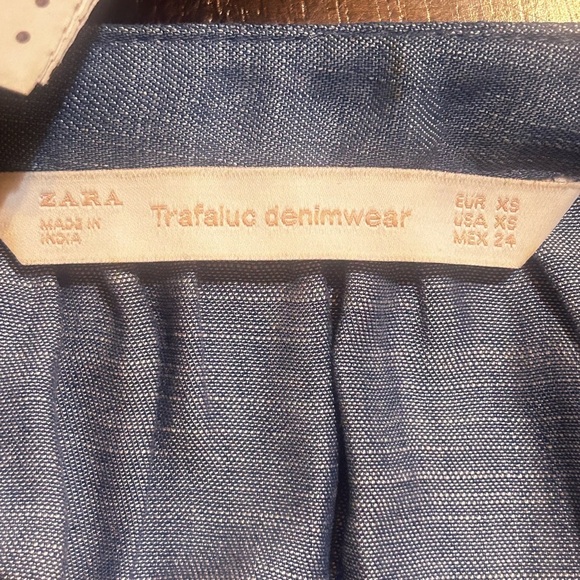 ZARA
MADE IN
INDIA
Trafaluc denimwear
EUR XS
USA XS
MEX 24